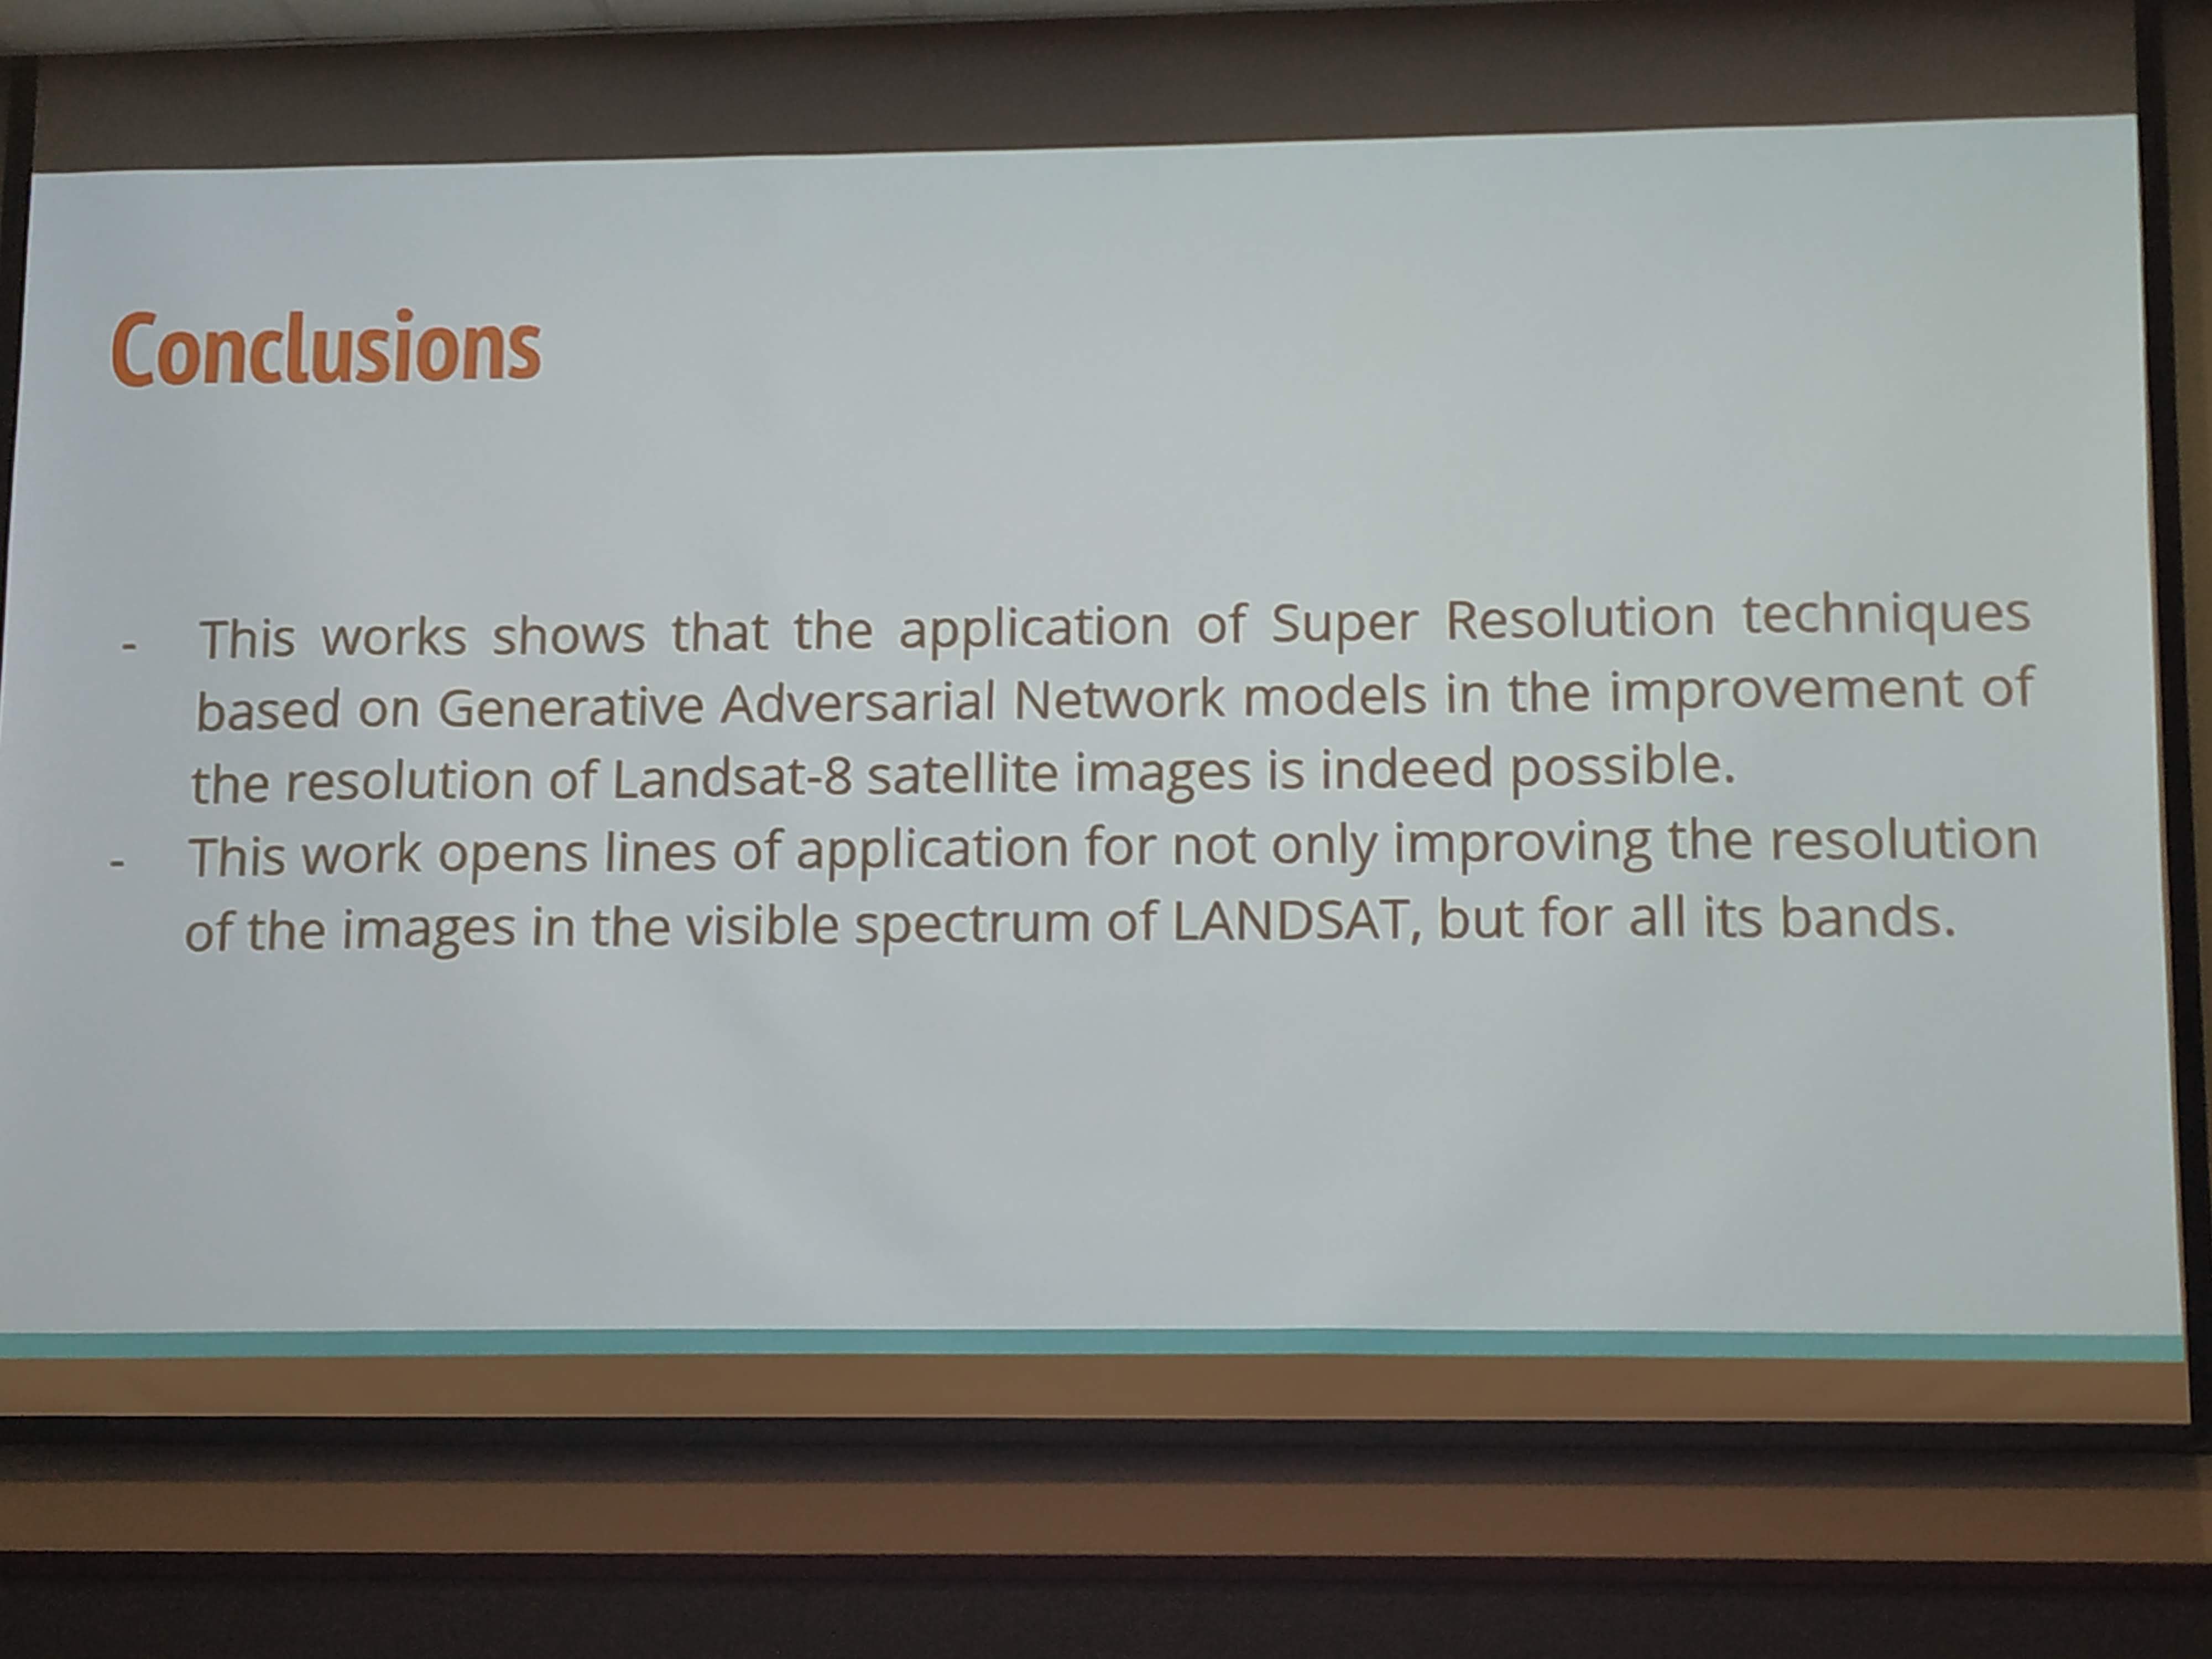 Conclusions
- This works shows that the application of Super Resolution techniques
based on Generative Adversarial Network models in the improvement of
the resolution of Landsat-8 satellite images is indeed possible.
- This work opens lines of application for not only improving the resolution
of the images in the visible spectrum of LANDSAT, but for all its bands.